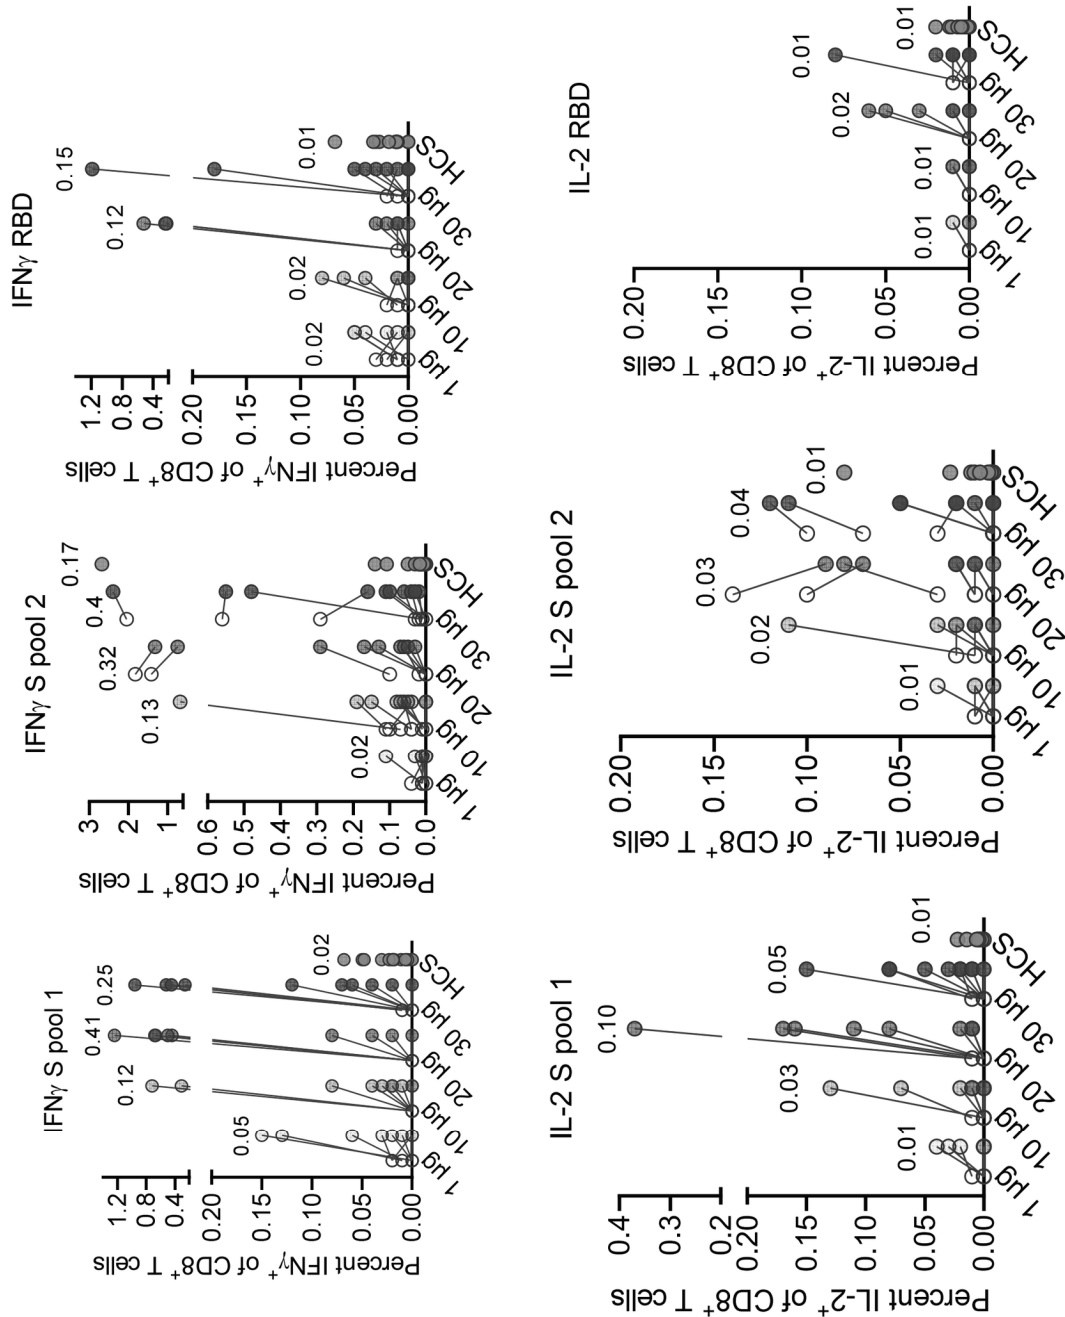 IFNγ S pool 1
Percent IFNγ⁺ of CD8⁺ T cells
1.2
0.8
0.4
0.20
0.15
0.10
0.05
0.00
0.05
0.12
0.41
0.25
0.02
1 µg
10 µg
20 µg
30 µg
HCS
IFNγ S pool 2
Percent IFNγ⁺ of CD8⁺ T cells
3
2
1
0.6
0.5
0.4
0.3
0.2
0.1
0.0
0.02
0.13
0.32
0.4
0.17
1 µg
10 µg
20 µg
30 µg
HCS
IFNγ RBD
Percent IFNγ⁺ of CD8⁺ T cells
1.2
0.8
0.4
0.20
0.15
0.10
0.05
0.00
0.02
0.02
0.12
0.15
0.01
1 µg
10 µg
20 µg
30 µg
HCS
IL-2 S pool 1
Percent IL-2⁺ of CD8⁺ T cells
0.4
0.3
0.2
0.20
0.15
0.10
0.05
0.00
0.01
0.03
0.10
0.05
0.01
1 µg
10 µg
20 µg
30 µg
HCS
IL-2 S pool 2
Percent IL-2⁺ of CD8⁺ T cells
0.20
0.15
0.10
0.05
0.00
0.01
0.02
0.03
0.04
0.01
1 µg
10 µg
20 µg
30 µg
HCS
IL-2 RBD
Percent IL-2⁺ of CD8⁺ T cells
0.20
0.15
0.10
0.05
0.00
0.01
0.01
0.02
0.01
0.01
1 µg
10 µg
20 µg
30 µg
HCS